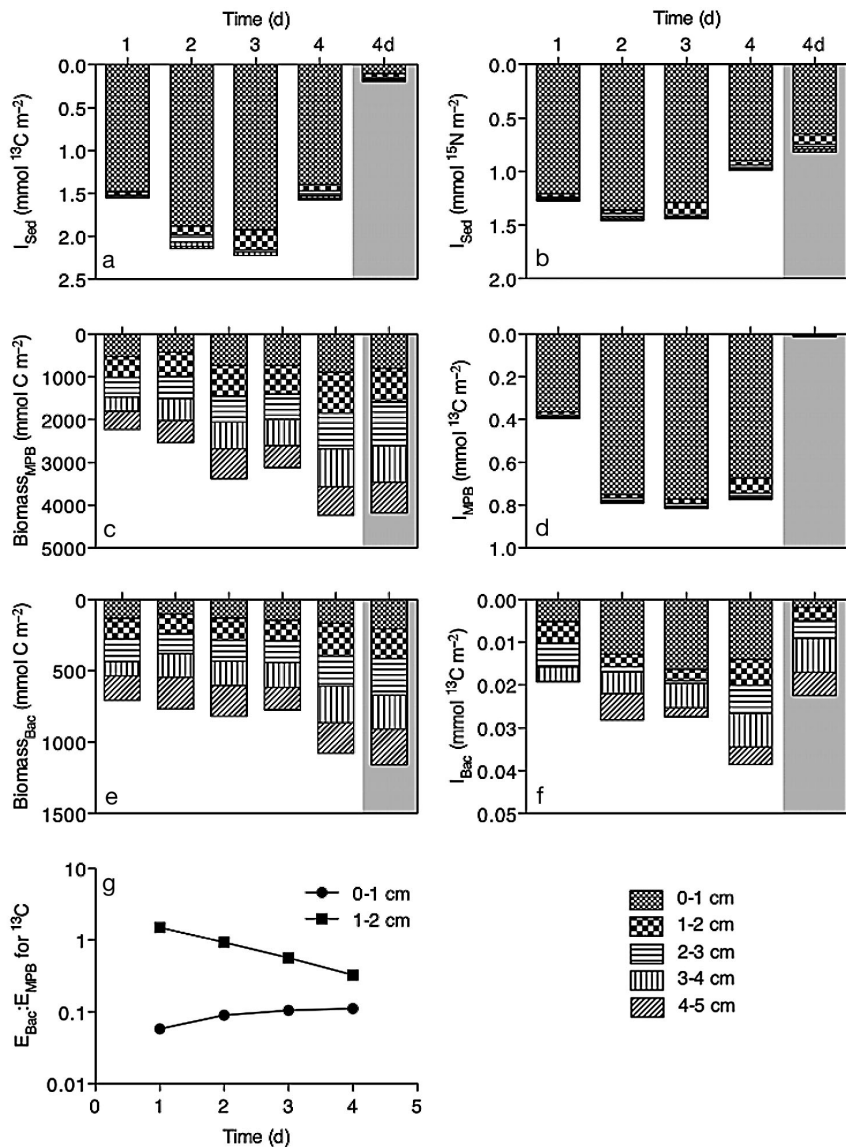 Time (d)
1 2 3 4 4d
0.0
0.5
1.0
1.5
2.0
2.5
I_Sed (mmol ¹³C m⁻²)
a
Time (d)
1 2 3 4 4d
0.0
0.5
1.0
1.5
2.0
I_Sed (mmol ¹⁵N m⁻²)
b
0
1000
2000
3000
4000
5000
Biomass_MPB (mmol C m⁻²)
c
0.0
0.2
0.4
0.6
0.8
1.0
I_MPB (mmol ¹³C m⁻²)
d
0
500
1000
1500
Biomass_Bac (mmol C m⁻²)
e
0.00
0.01
0.02
0.03
0.04
0.05
I_Bac (mmol ¹³C m⁻²)
f
10
1
0.1
0.01
E_Bac:E_MPB for ¹³C
g
0-1 cm
1-2 cm
0 1 2 3 4 5
Time (d)
0-1 cm
1-2 cm
2-3 cm
3-4 cm
4-5 cm